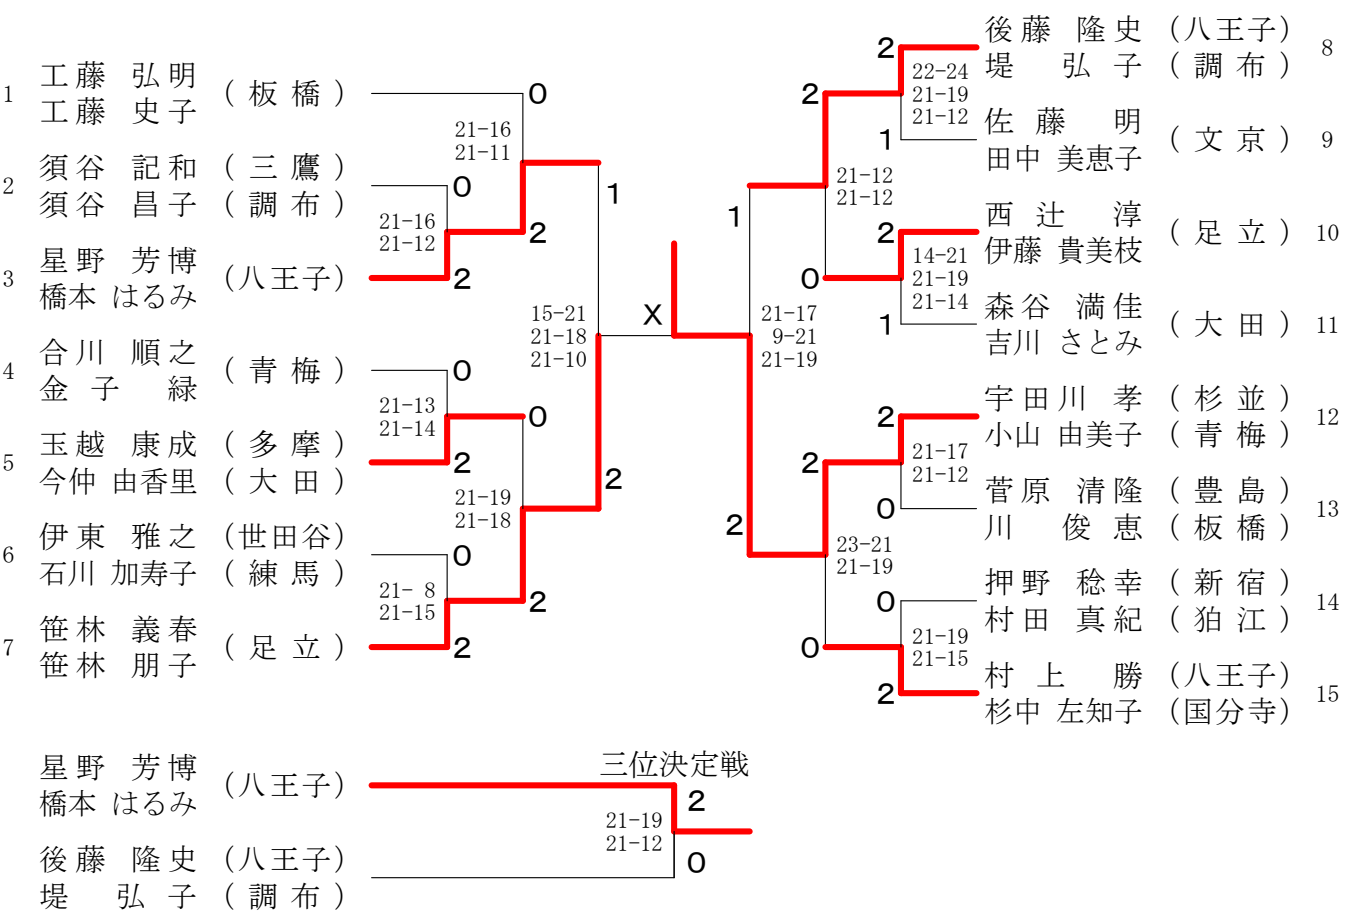 1 工藤 弘明 (板橋)
工藤 史子
2 須谷 記和 (三鷹)
須谷 昌子 (調布)
3 星野 芳博 (八王子)
橋本 はるみ
4 合川 順之 (青梅)
金子 緑
5 玉越 康成 (多摩)
今仲 由香里 (大田)
6 伊東 雅之 (世田谷)
石川 加寿子 (練馬)
7 笹林 義春 (足立)
笹林 朋子
0
21-16
21-11
0
2
21-16
21-12
2
1
15-21
21-18
21-10
0
21-13
21-14
2
0
21-19
21-18
2
0
21- 8
21-15
2
2
X
後藤 隆史 (八王子) 8
堤 弘子 (調布)
佐藤 明 (文京) 9
田中 美恵子
西辻 淳 (足立) 10
伊藤 貴美枝
森谷 満佳 (大田) 11
吉川 さとみ
宇田川 孝 (杉並) 12
小山 由美子 (青梅)
菅原 清隆 (豊島) 13
川 俊恵 (板橋)
押野 稔幸 (新宿) 14
村田 真紀 (狛江)
村上 勝 (八王子) 15
杉中 左知子 (国分寺)
2
22-24
21-19
21-12
1
2
21-12
21-12
0
2
14-21
21-19
21-14
1
1
21-17
9-21
21-19
2
2
21-17
21-12
0
2
23-21
21-19
0
0
21-19
21-15
2
三位決定戦
星野 芳博 (八王子)
橋本 はるみ
2
21-19
21-12
0
後藤 隆史 (八王子)
堤 弘子 (調布)